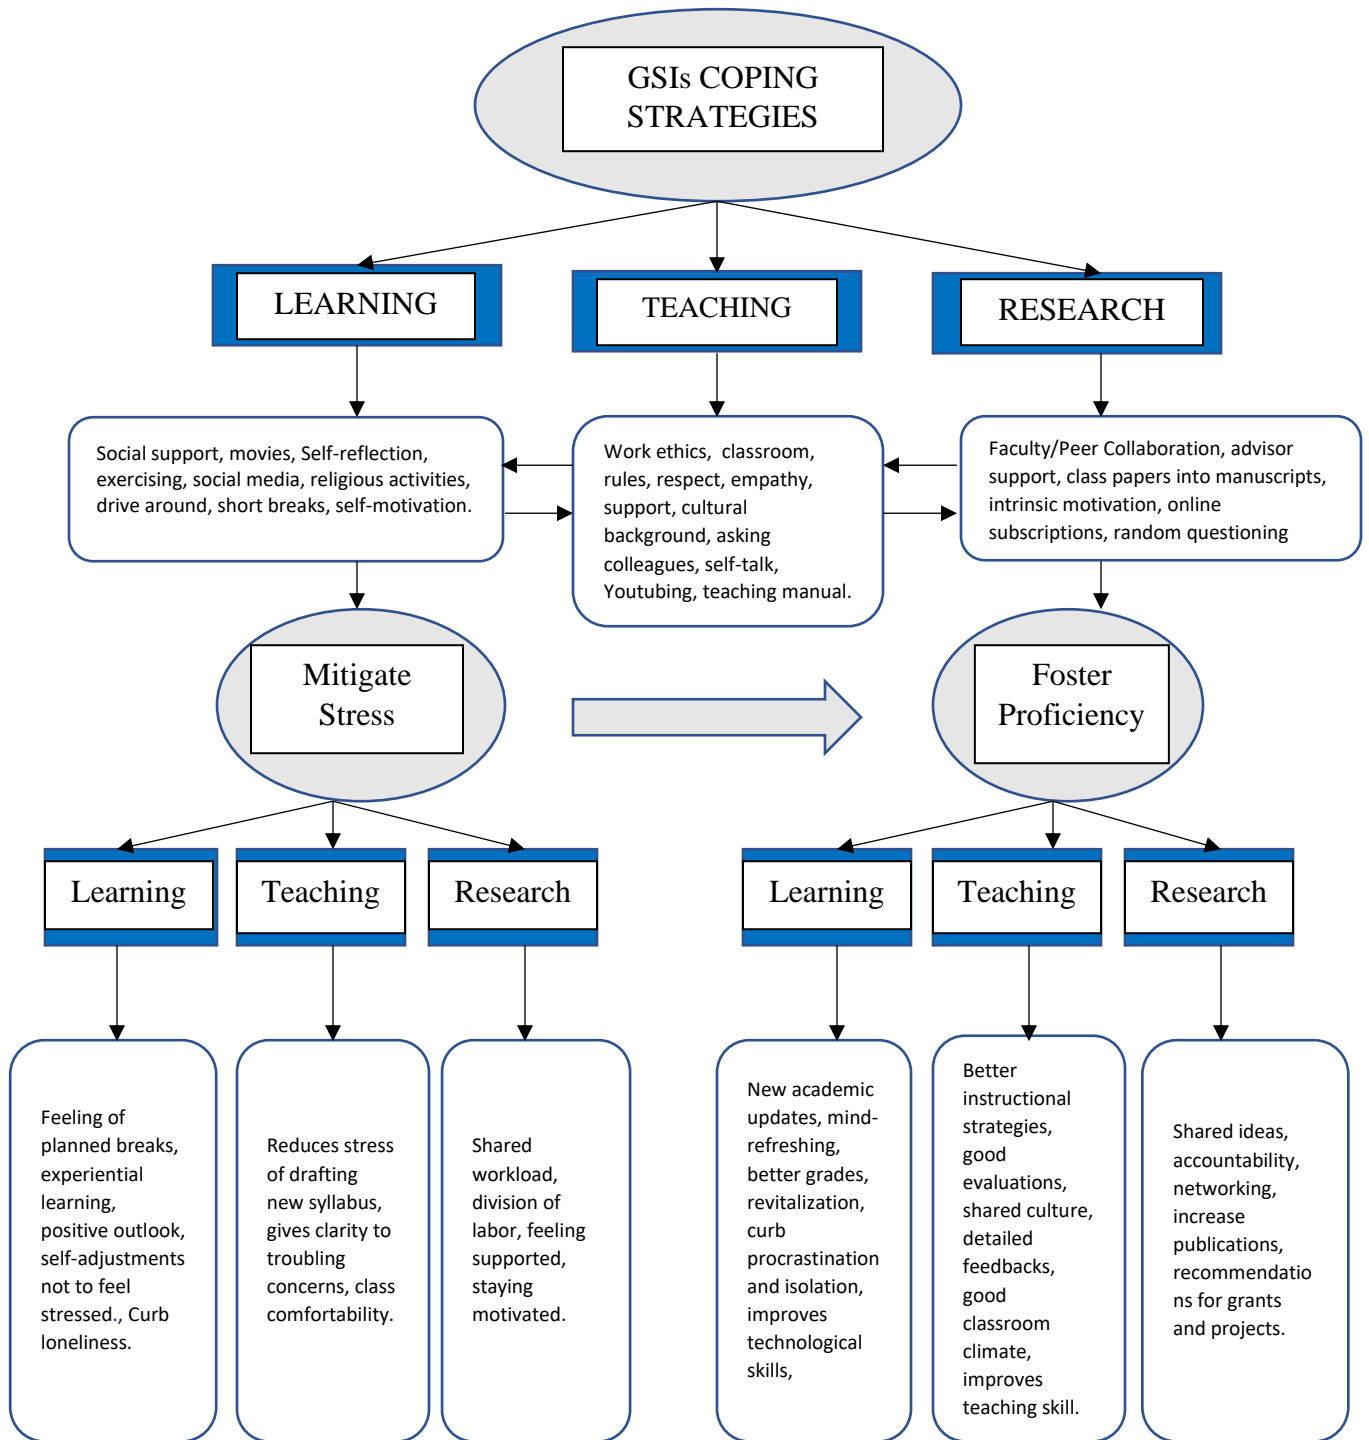 GSIs COPING
STRATEGIES
LEARNING
TEACHING
RESEARCH
Social support, movies, Self-reflection,
exercising, social media, religious activities,
drive around, short breaks, self-motivation.
Work ethics,  classroom,
rules, respect, empathy,
support, cultural
background, asking
colleagues, self-talk,
Youtubing, teaching manual.
Faculty/Peer Collaboration, advisor
support, class papers into manuscripts,
intrinsic motivation, online
subscriptions, random questioning
Mitigate
Stress
Foster
Proficiency
Learning
Teaching
Research
Learning
Teaching
Research
Feeling of
planned breaks,
experiential
learning,
positive outlook,
self-adjustments
not to feel
stressed., Curb
loneliness.
Reduces stress
of drafting
new syllabus,
gives clarity to
troubling
concerns, class
comfortability.
Shared
workload,
division of
labor, feeling
supported,
staying
motivated.
New academic
updates, mind-
refreshing,
better grades,
revitalization,
curb
procrastination
and isolation,
improves
technological
skills,
Better
instructional
strategies,
good
evaluations,
shared culture,
detailed
feedbacks,
good
classroom
climate,
improves
teaching skill.
Shared ideas,
accountability,
networking,
increase
publications,
recommendatio
ns for grants
and projects.